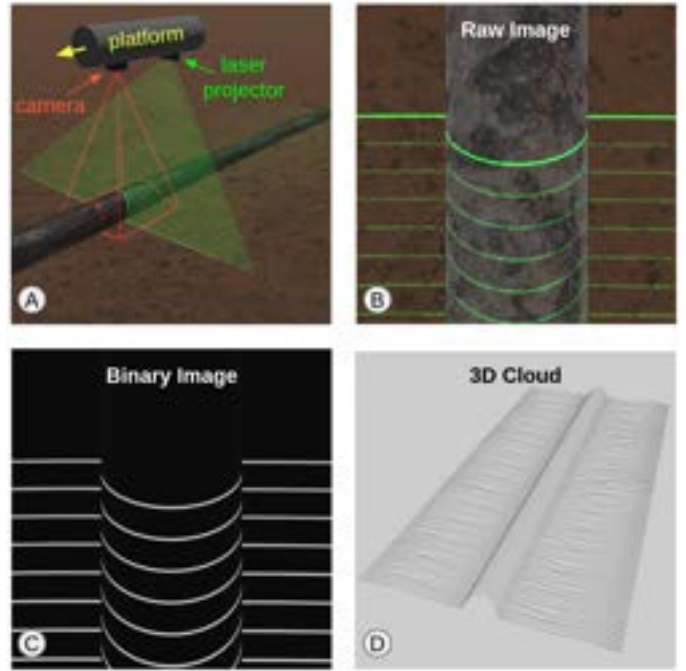 platform
camera
laser
projector
A
Raw Image
B
Binary Image
C
3D Cloud
D